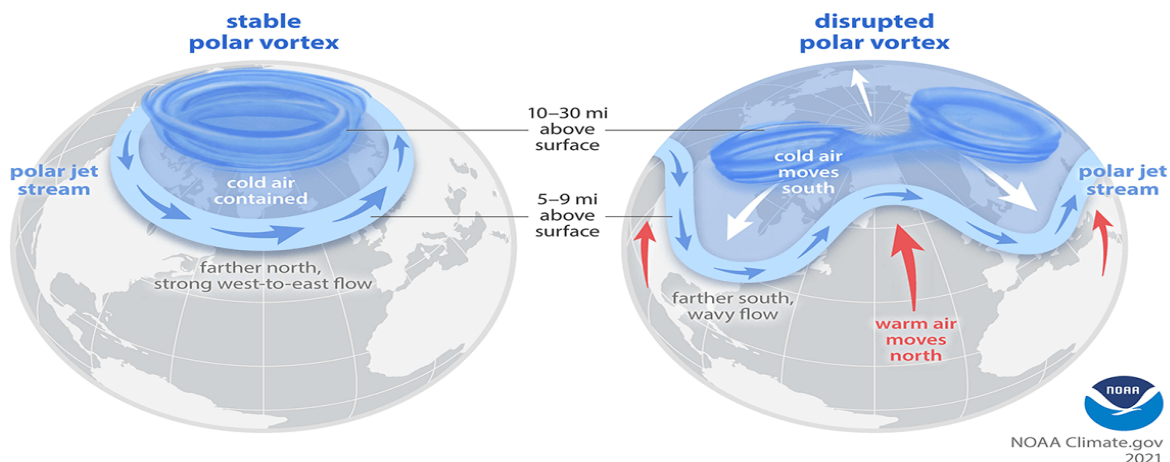 stable
polar vortex
disrupted
polar vortex
10–30 mi
above
surface
polar jet
stream
cold air
contained
5–9 mi
above
surface
farther north,
strong west-to-east flow
cold air
moves
south
polar jet
stream
farther south,
wavy flow
warm air
moves
north
NOAA
NOAA Climate.gov
2021